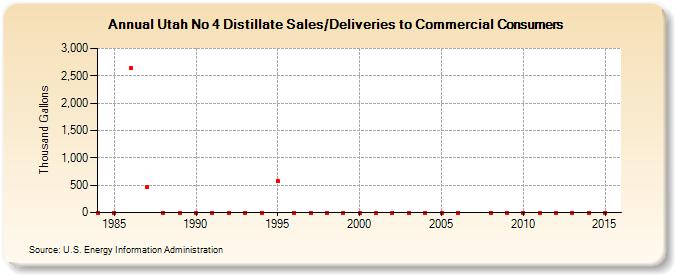 Annual Utah No 4 Distillate Sales/Deliveries to Commercial Consumers
Thousand Gallons
3,000
2,500
2,000
1,500
1,000
500
0
1985 1990 1995 2000 2005 2010 2015
Source: U.S. Energy Information Administration